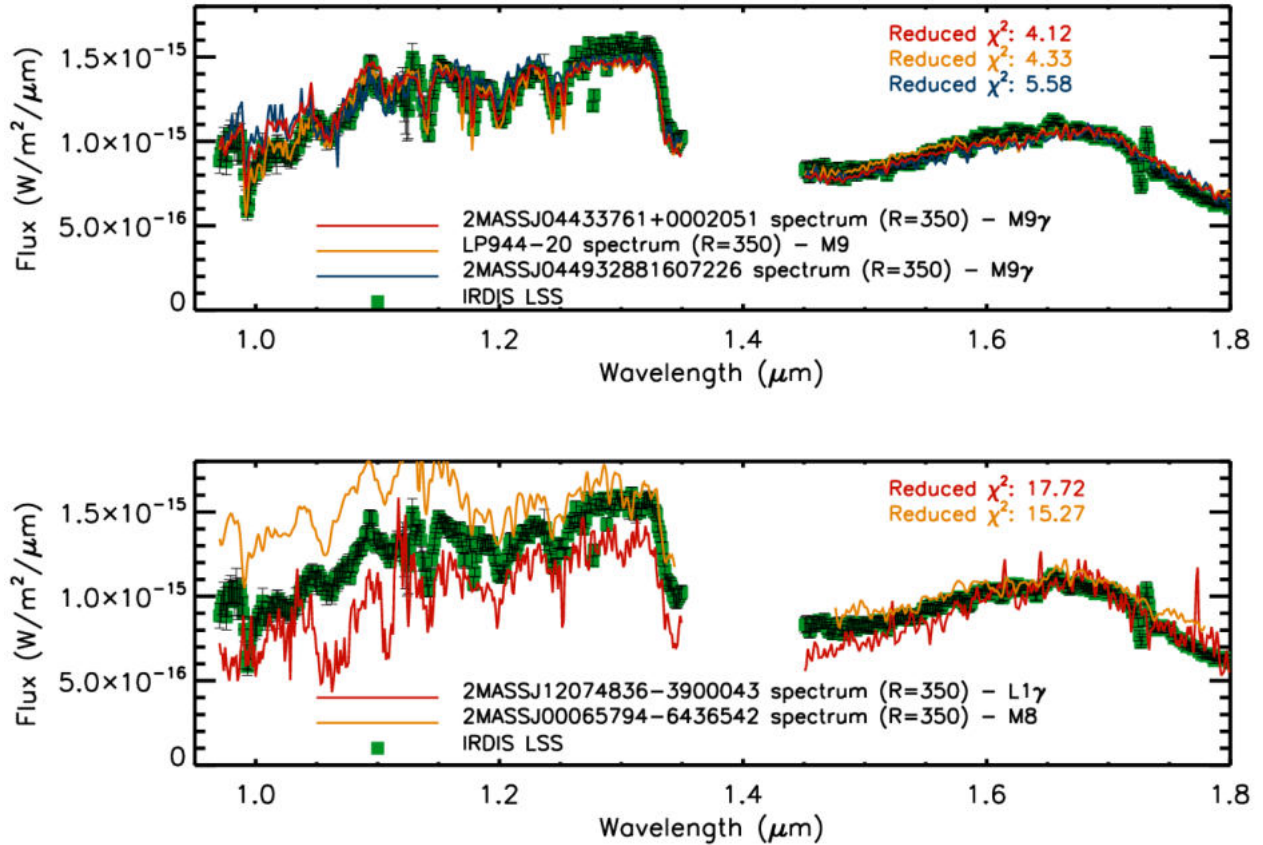 Reduced χ²: 4.12
Reduced χ²: 4.33
Reduced χ²: 5.58
1.5×10⁻¹⁵
1.0×10⁻¹⁵
5.0×10⁻¹⁶
0
Flux (W/m²/μm)
2MASSJ04433761+0002051 spectrum (R=350) – M9γ
LP944-20 spectrum (R=350) – M9
2MASSJ044932881607226 spectrum (R=350) – M9γ
IRDIS LSS
1.0 1.2 1.4 1.6 1.8
Wavelength (μm)
Reduced χ²: 17.72
Reduced χ²: 15.27
1.5×10⁻¹⁵
1.0×10⁻¹⁵
5.0×10⁻¹⁶
0
Flux (W/m²/μm)
2MASSJ12074836-3900043 spectrum (R=350) – L1γ
2MASSJ00065794-6436542 spectrum (R=350) – M8
IRDIS LSS
1.0 1.2 1.4 1.6 1.8
Wavelength (μm)